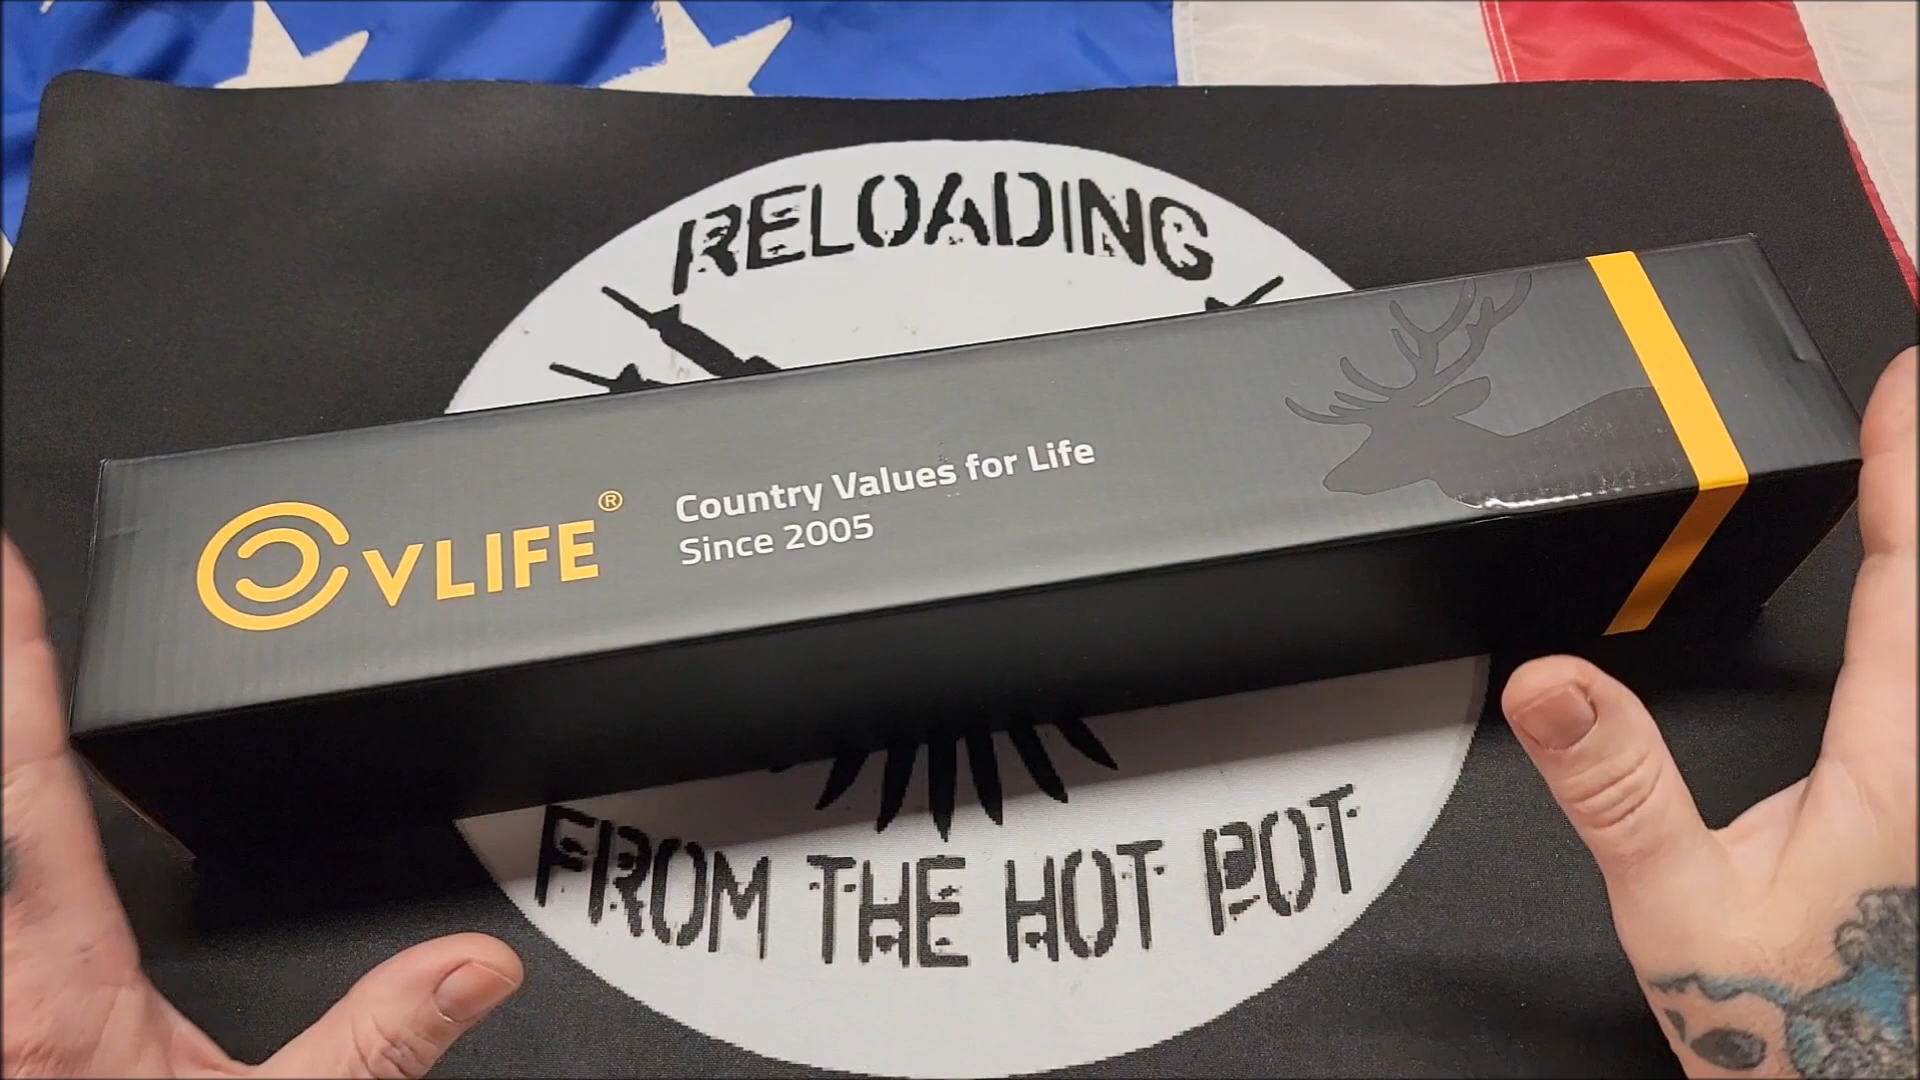 RELOADING
CVLIFE®
Country Values for Life
Since 2005
FROM THE HOT POT